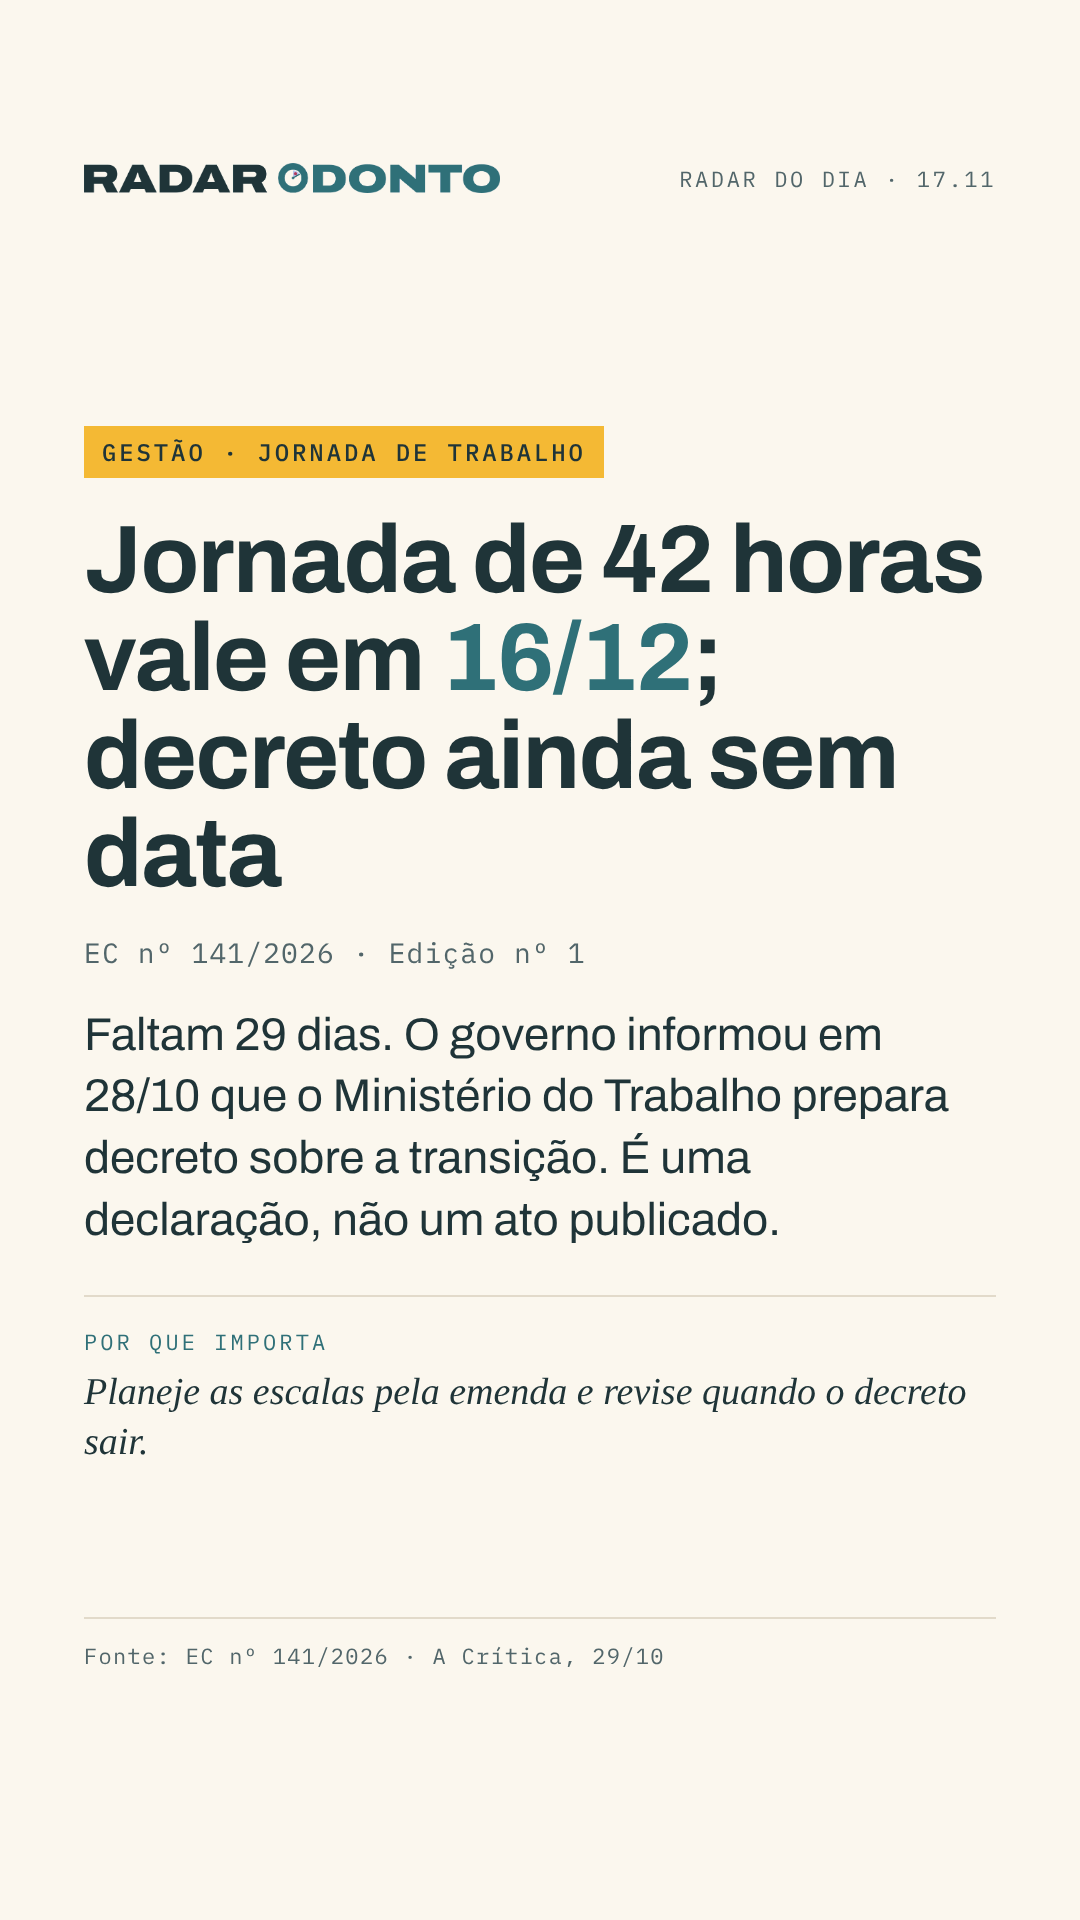 RADAR ODONTO
RADAR DO DIA · 17.11
GESTÃO · JORNADA DE TRABALHO
Jornada de 42 horas
vale em 16/12;
decreto ainda sem
data
EC nº 141/2026 · Edição nº 1
Faltam 29 dias. O governo informou em
28/10 que o Ministério do Trabalho prepara
decreto sobre a transição. É uma
declaração, não um ato publicado.
POR QUE IMPORTA
Planeje as escalas pela emenda e revise quando o decreto
sair.
Fonte: EC nº 141/2026 · A Crítica, 29/10